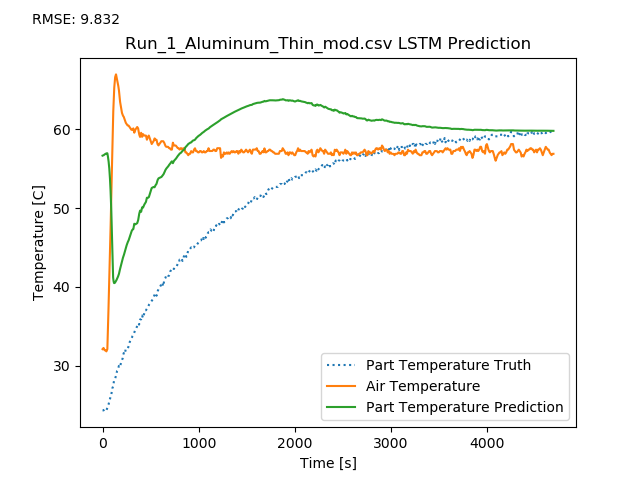 RMSE: 9.832
Run_1_Aluminum_Thin_mod.csv LSTM Prediction
Temperature [C]
60
50
40
30
Part Temperature Truth
Air Temperature
Part Temperature Prediction
0
1000
2000
3000
4000
Time [s]